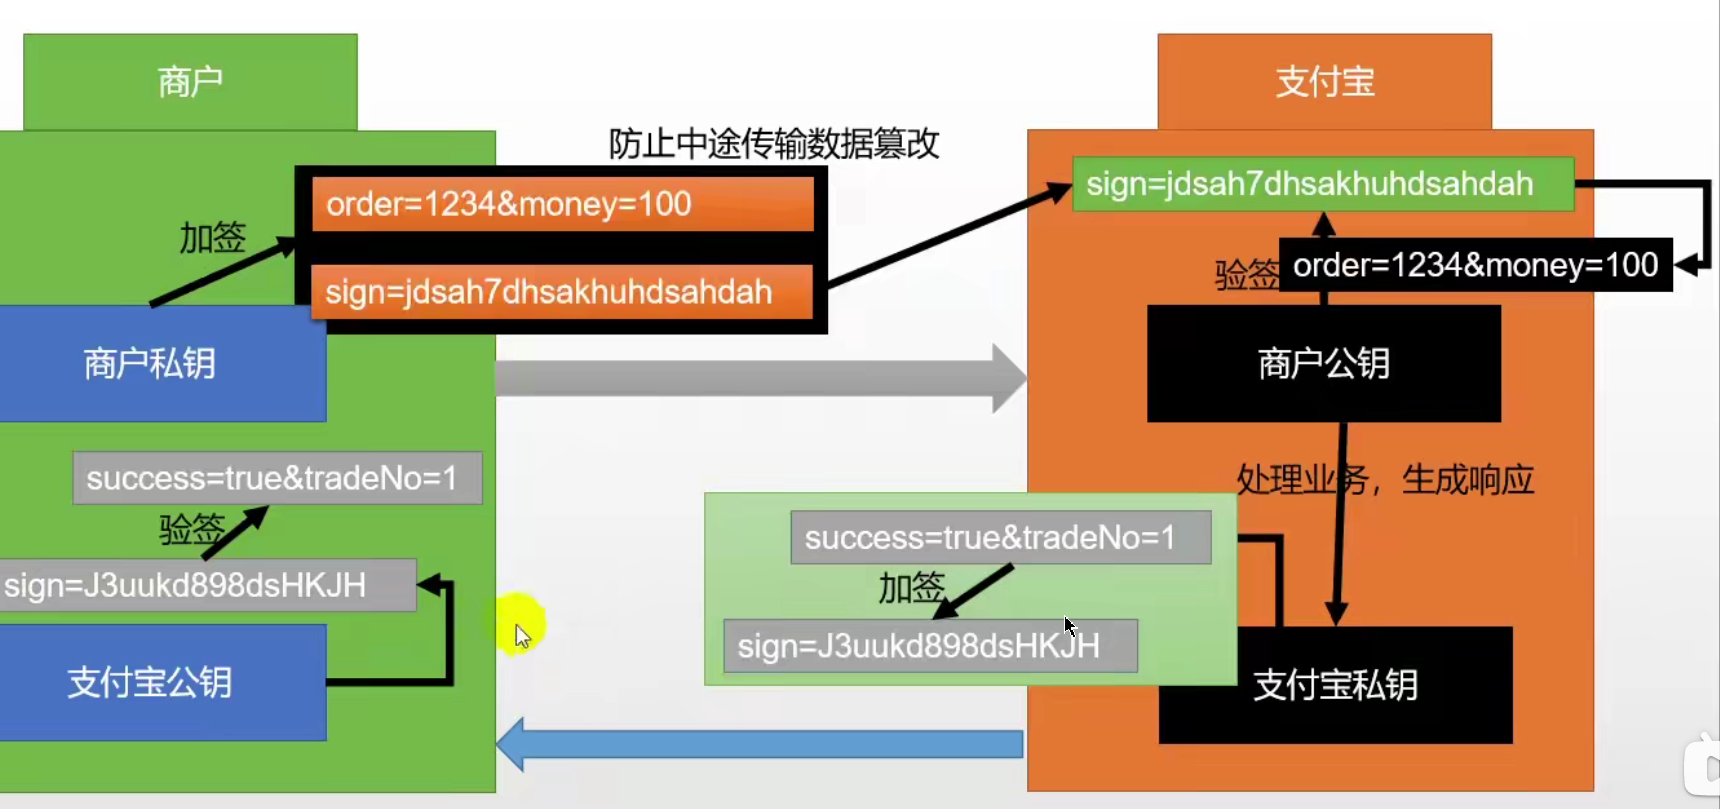 商户
支付宝
防止中途传输数据篡改
order=1234&money=100
sign=jdsah7dhsakhuhdsahdah
加签
sign=jdsah7dhsakhuhdsahdah
验签
order=1234&money=100
商户私钥
商户公钥
success=true&tradeNo=1
处理业务，生成响应
验签
success=true&tradeNo=1
sign=J3uukd898dsHKJH
加签
sign=J3uukd898dsHKJH
支付宝公钥
支付宝私钥